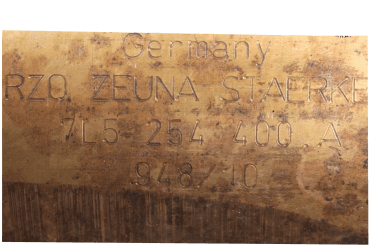 Germany
RZO ZEUNA STAERKE
7L5 254 400 A
948/10